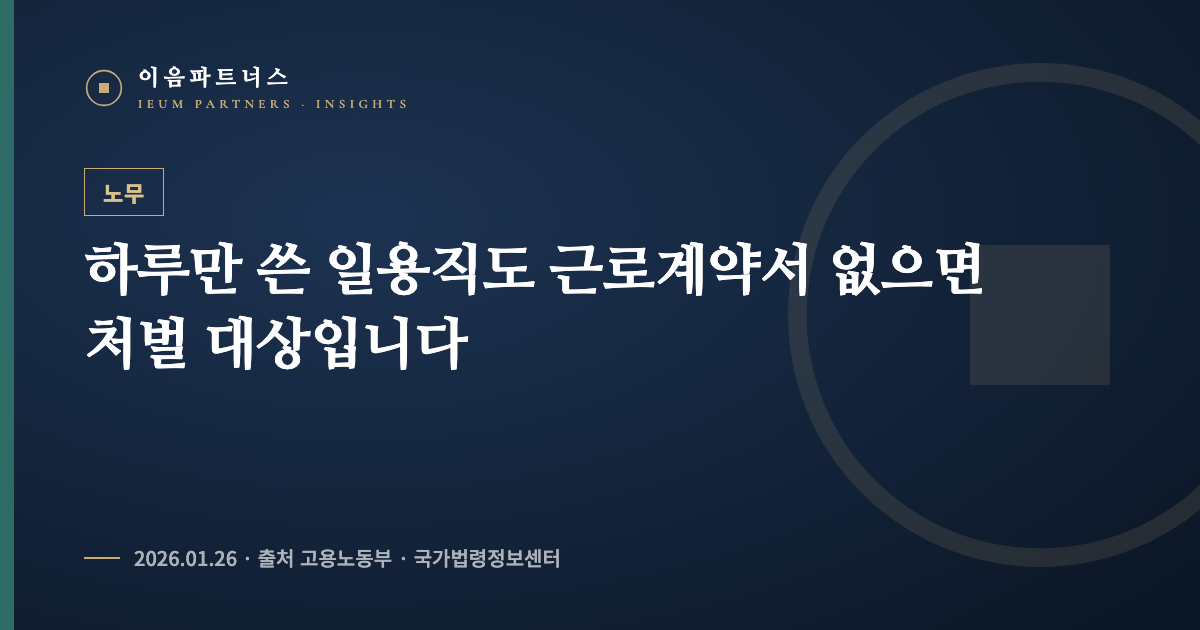 이음파트너스
IEUM PARTNERS · INSIGHTS
노무
하루만 쓴 일용직도 근로계약서 없으면
처벌 대상입니다
2026.01.26 · 출처 고용노동부 · 국가법령정보센터